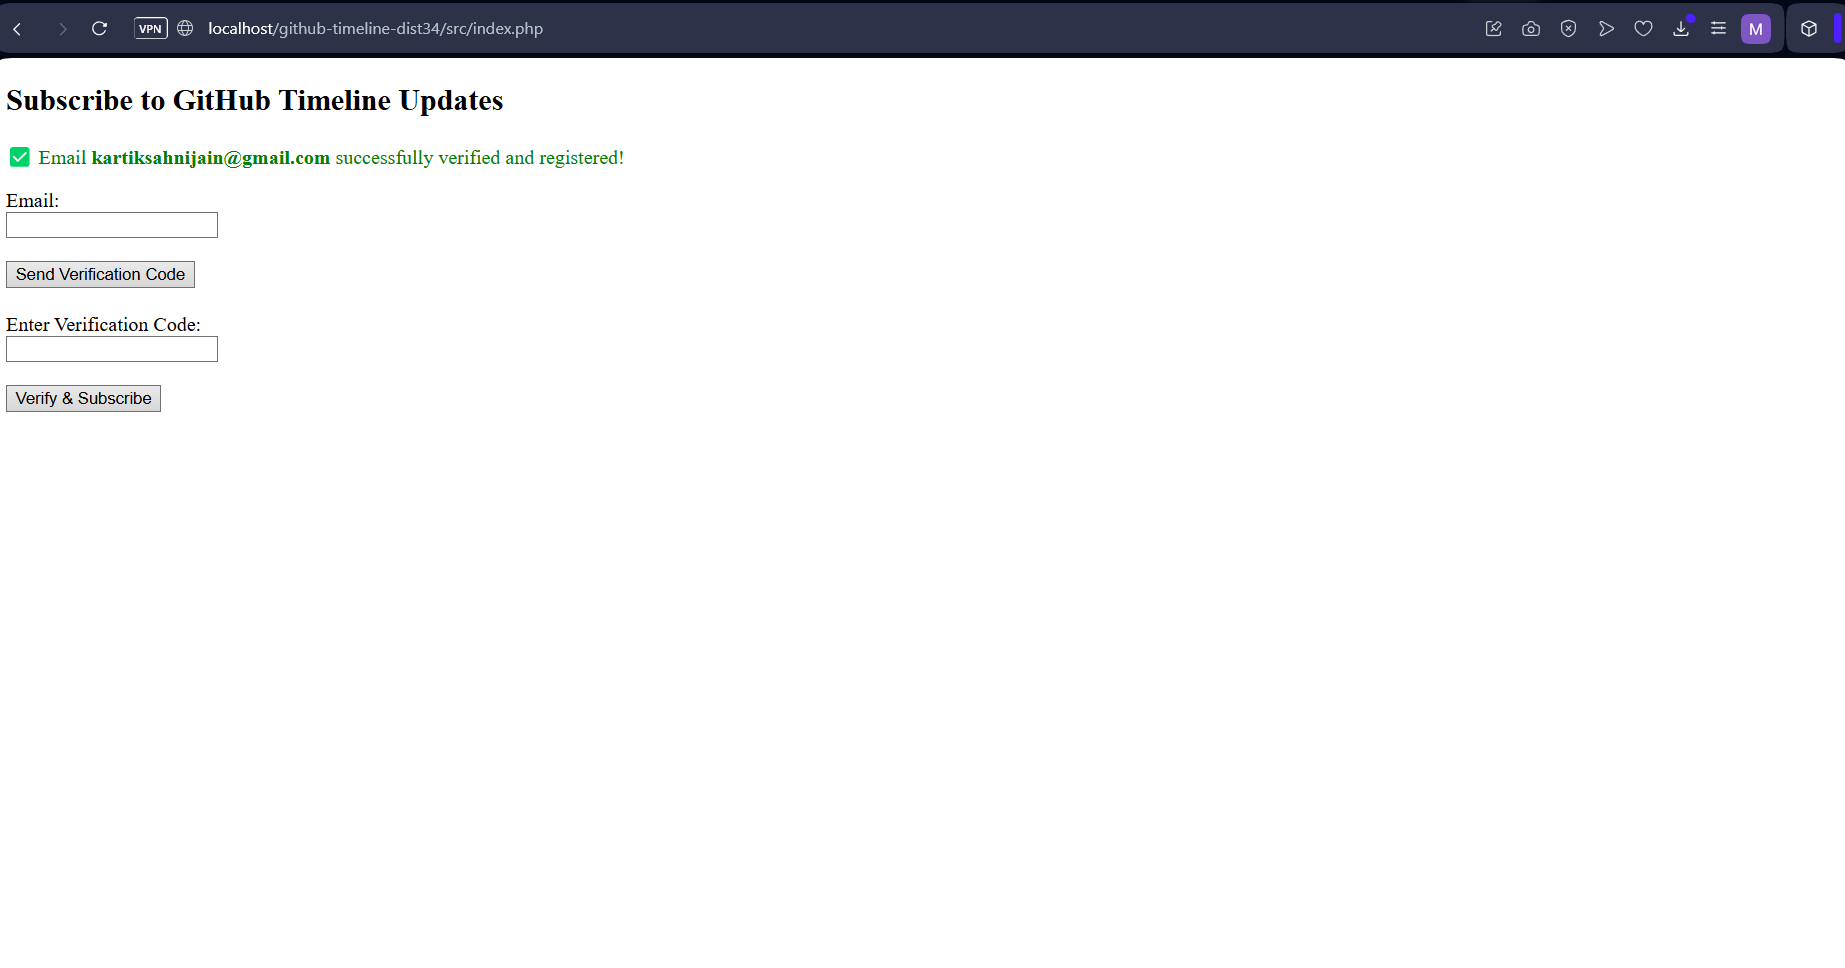 VPN localhost/github-timeline-dist34/src/index.php M
Subscribe to GitHub Timeline Updates
Email kartiksahnijain@gmail.com successfully verified and registered!
Email:
Send Verification Code
Enter Verification Code:
Verify & Subscribe